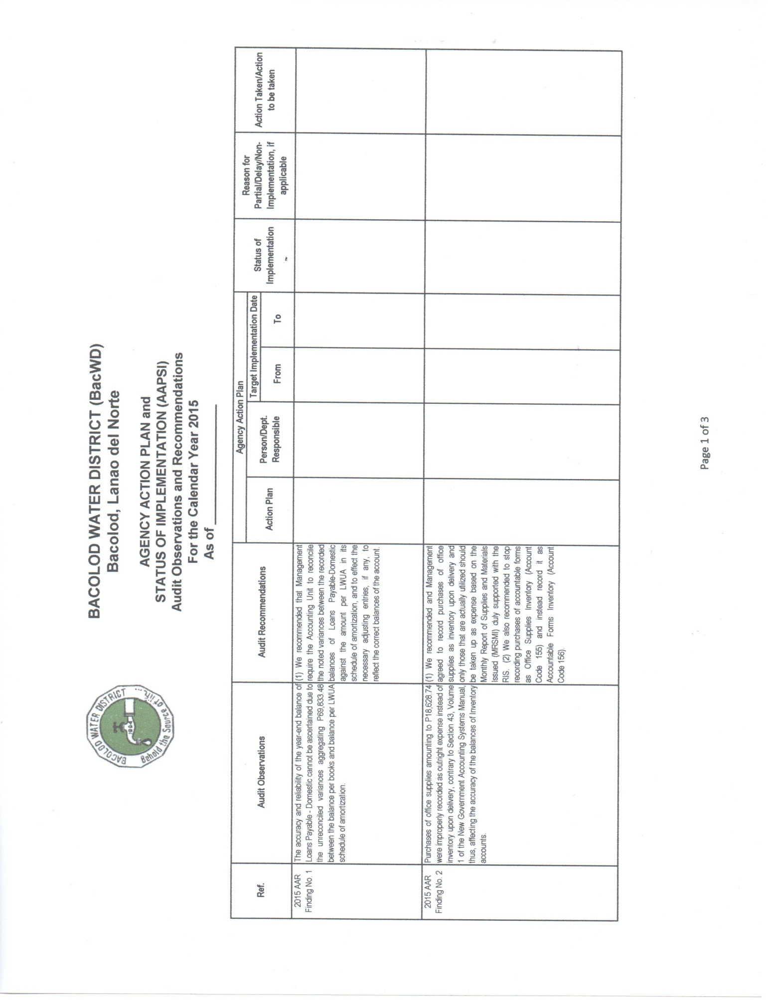 BACOLOD WATER DISTRICT
1994
Behold the Source of life...
BACOLOD WATER DISTRICT (BacWD)
Bacolod, Lanao del Norte
AGENCY ACTION PLAN and
STATUS OF IMPLEMENTATION (AAPSI)
Audit Observations and Recommendations
For the Calendar Year 2015
As of ____________
Ref.
Audit Observations
Audit Recommendations
Agency Action Plan
Action Plan
Person/Dept.
Responsible
Target Implementation Date
From
To
Status of
Implementation
Reason for
Partial/Delay/Non-
Implementation, if
applicable
Action Taken/Action
to be taken
2015 AAR
Finding No. 1
The accuracy and reliability of the year-end balance of
Loans Payable - Domestic cannot be ascertained due to
the unreconciled variances aggregating P69,833.48
between the balance per books and balance per LWUA
schedule of amortization.
(1) We recommended that Management
require the Accounting Unit to reconcile
the noted variances between the recorded
balances of Loans Payable-Domestic
against the amount per LWUA in its
schedule of amortization, and to effect the
necessary adjusting entries, if any, to
reflect the correct balances of the account.
2015 AAR
Finding No. 2
Purchases of office supplies amounting to P18,628.74
were improperly recorded as outright expense instead of
inventory upon delivery, contrary to Section 43, Volume
1 of the New Government Accounting Systems Manual,
thus, affecting the accuracy of the balances of Inventory
accounts.
(1) We recommended and Management
agreed to record purchases of office
supplies as inventory upon delivery and
only those that are actually utilized should
be taken up as expense based on the
Monthly Report of Supplies and Materials
Issued (MRSMI) duly supported with the
RIS. (2) We also recommended to stop
recording purchases of accountable forms
as Office Supplies Inventory (Account
Code 155) and instead record it as
Accountable Forms Inventory (Account
Code 156).
Page 1 of 3